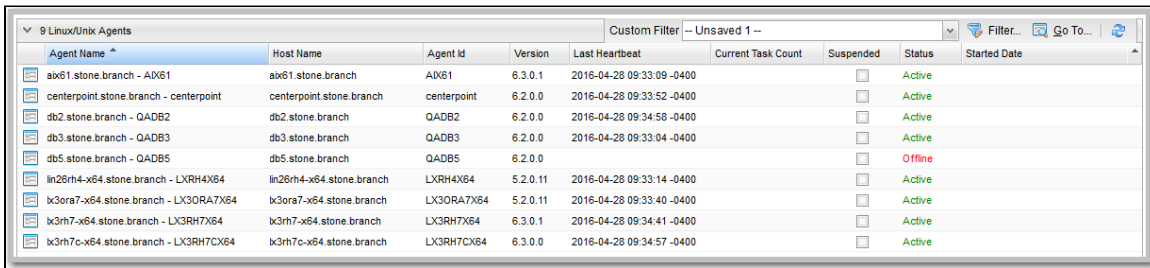 9 Linux/Unix Agents Custom Filter -- Unsaved 1 -- Filter... Go To...
Agent Name Host Name Agent Id Version Last Heartbeat Current Task Count Suspended Status Started Date
aix61.stone.branch - AIX61 aix61.stone.branch AIX61 6.3.0.1 2016-04-28 09:33:09 -0400 Active
centerpoint.stone.branch - centerpoint centerpoint.stone.branch centerpoint 6.2.0.0 2016-04-28 09:33:52 -0400 Active
db2.stone.branch - QADB2 db2.stone.branch QADB2 6.2.0.0 2016-04-28 09:34:58 -0400 Active
db3.stone.branch - QADB3 db3.stone.branch QADB3 6.2.0.0 2016-04-28 09:33:04 -0400 Active
db5.stone.branch - QADB5 db5.stone.branch QADB5 6.2.0.0 Offline
lin26rh4-x64.stone.branch - LXRH4X64 lin26rh4-x64.stone.branch LXRH4X64 5.2.0.11 2016-04-28 09:33:14 -0400 Active
lx3ora7-x64.stone.branch - LX3ORA7X64 lx3ora7-x64.stone.branch LX3ORA7X64 5.2.0.11 2016-04-28 09:33:40 -0400 Active
lx3rh7-x64.stone.branch - LX3RH7X64 lx3rh7-x64.stone.branch LX3RH7X64 6.3.0.1 2016-04-28 09:34:41 -0400 Active
lx3rh7c-x64.stone.branch - LX3RH7CX64 lx3rh7c-x64.stone.branch LX3RH7CX64 6.3.0.0 2016-04-28 09:34:57 -0400 Active